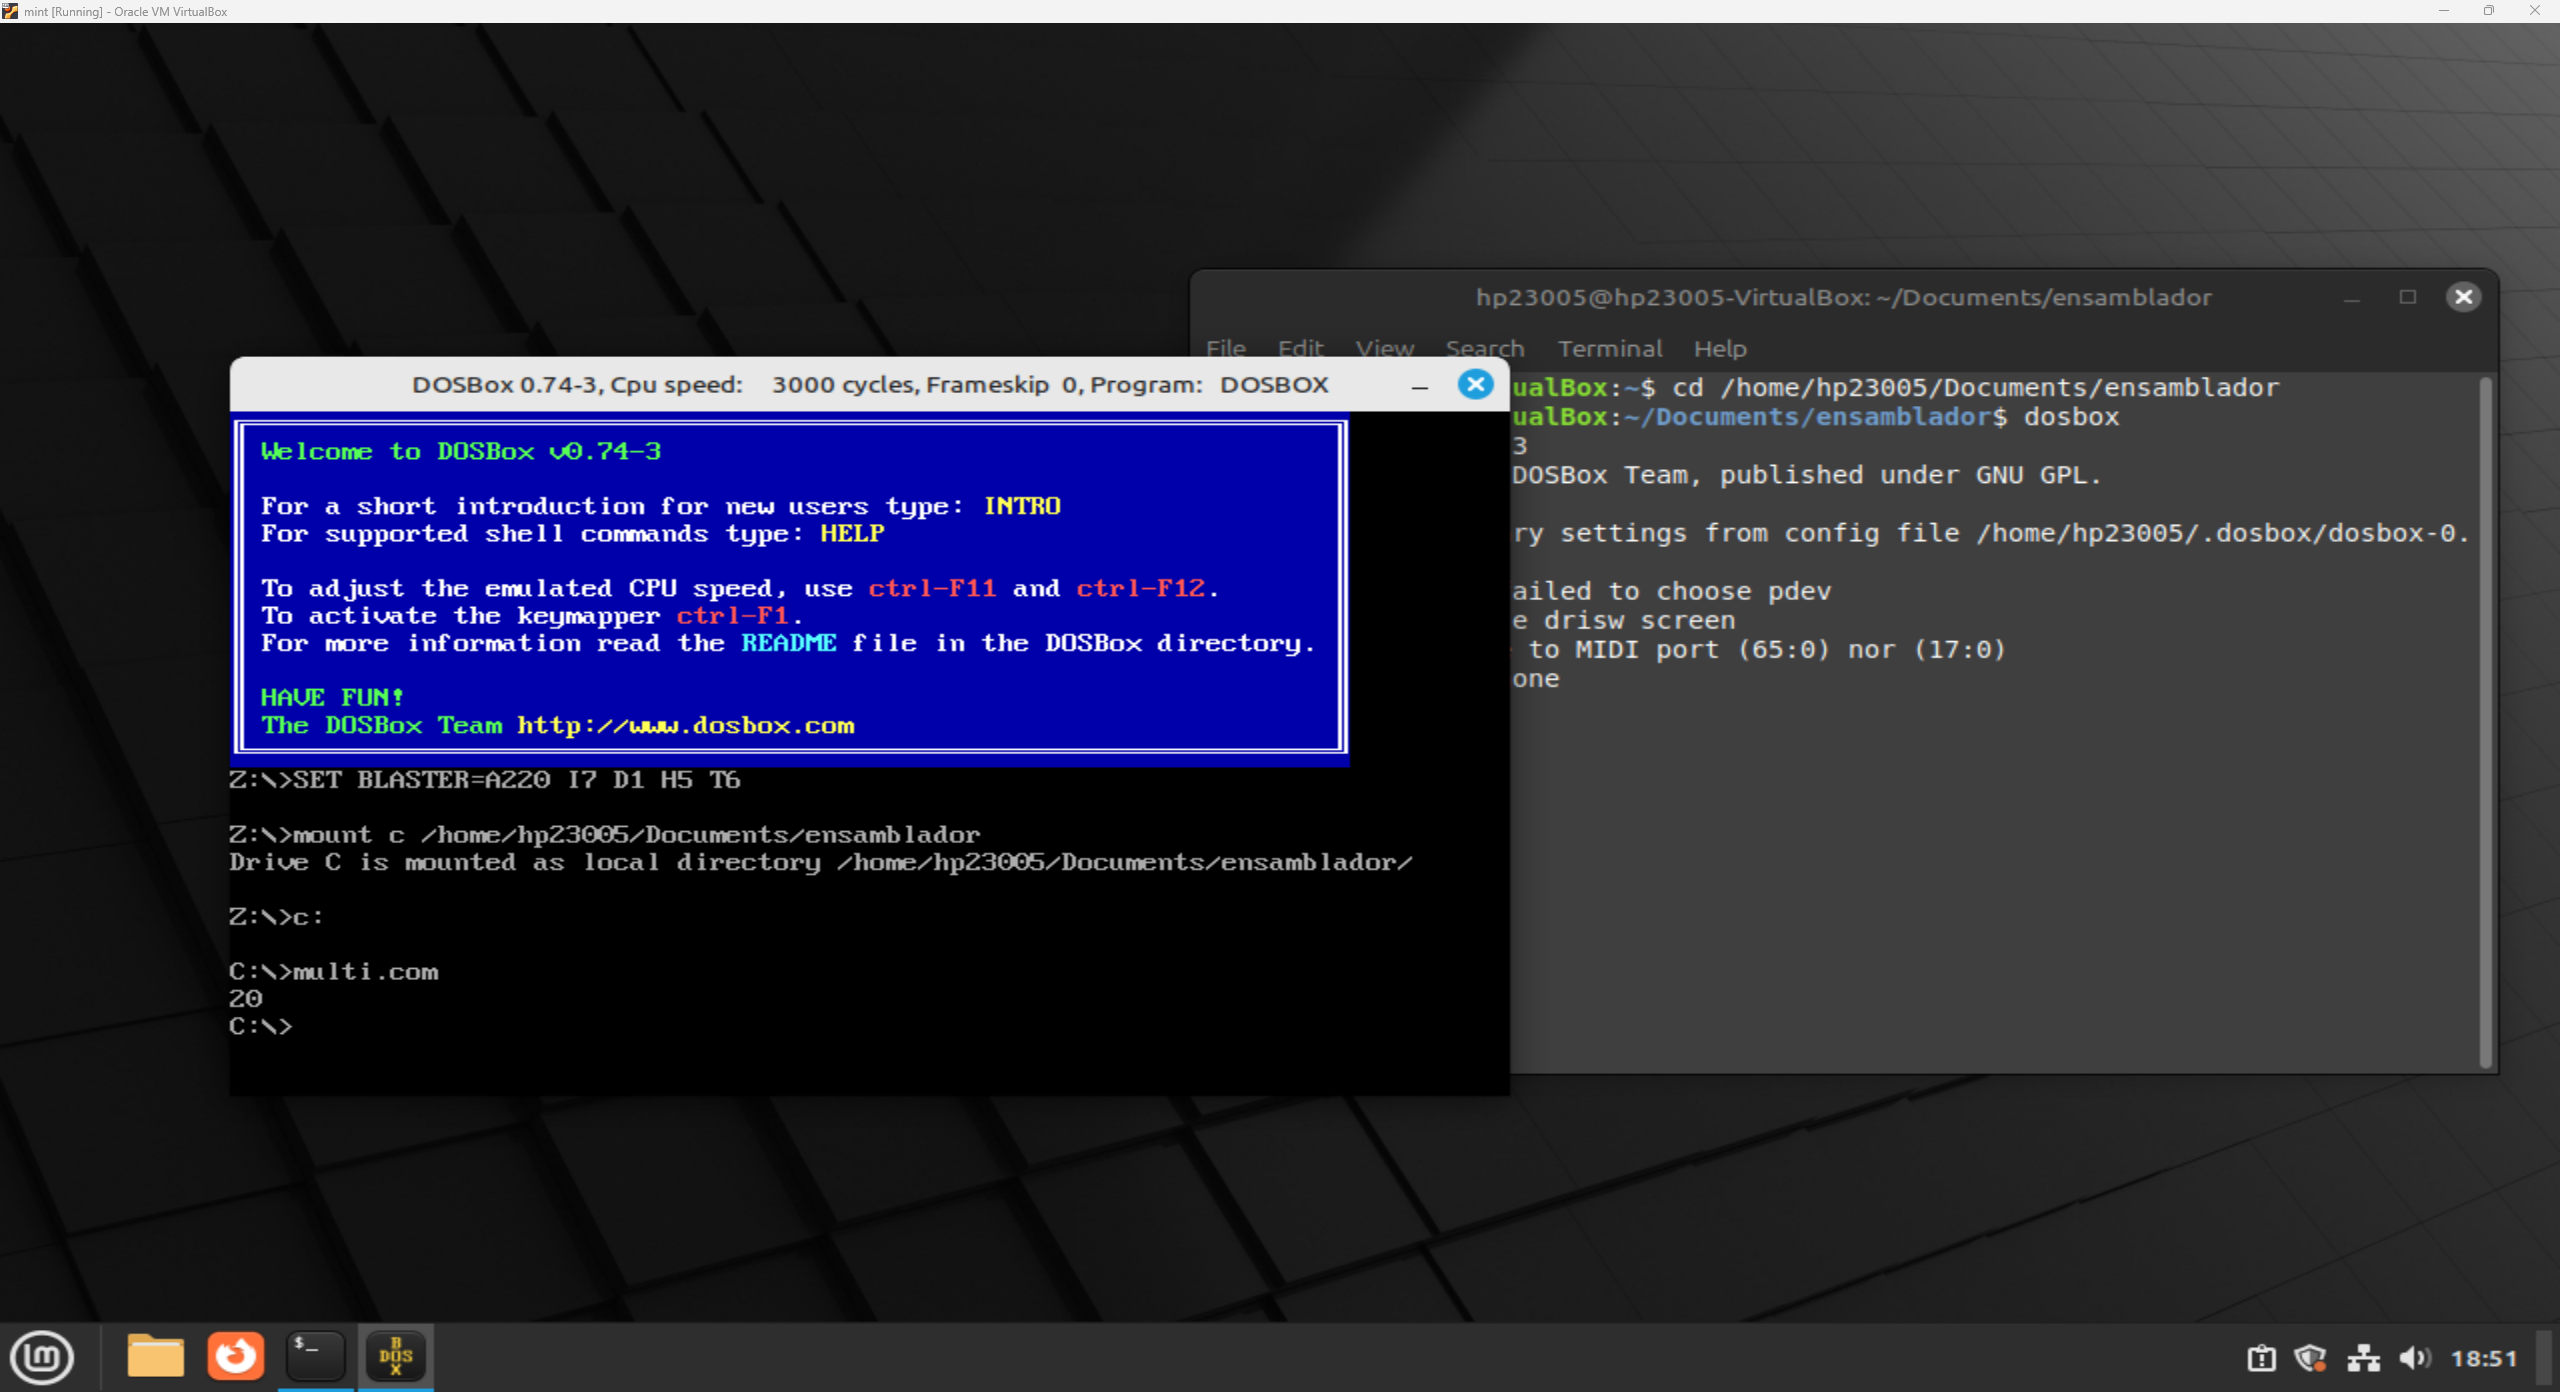 mint [Running] - Oracle VM VirtualBox
hp23005@hp23005-VirtualBox: ~/Documents/ensamblador
File Edit View Search Terminal Help
ualBox:~$ cd /home/hp23005/Documents/ensamblador
ualBox:~/Documents/ensamblador$ dosbox
3
DOSBox Team, published under GNU GPL.
ry settings from config file /home/hp23005/.dosbox/dosbox-0.
ailed to choose pdev
e drisw screen
to MIDI port (65:0) nor (17:0)
one
DOSBox 0.74-3, Cpu speed: 3000 cycles, Frameskip 0, Program: DOSBOX
Welcome to DOSBox v0.74-3
For a short introduction for new users type: INTRO
For supported shell commands type: HELP
To adjust the emulated CPU speed, use ctrl-F11 and ctrl-F12.
To activate the keymapper ctrl-F1.
For more information read the README file in the DOSBox directory.
HAVE FUN!
The DOSBox Team http://www.dosbox.com
Z:\>SET BLASTER=A220 I7 D1 H5 T6
Z:\>mount c /home/hp23005/Documents/ensamblador
Drive C is mounted as local directory /home/hp23005/Documents/ensamblador/
Z:\>c:
C:\>multi.com
20
C:\>
$_
B
DOS
X
18:51